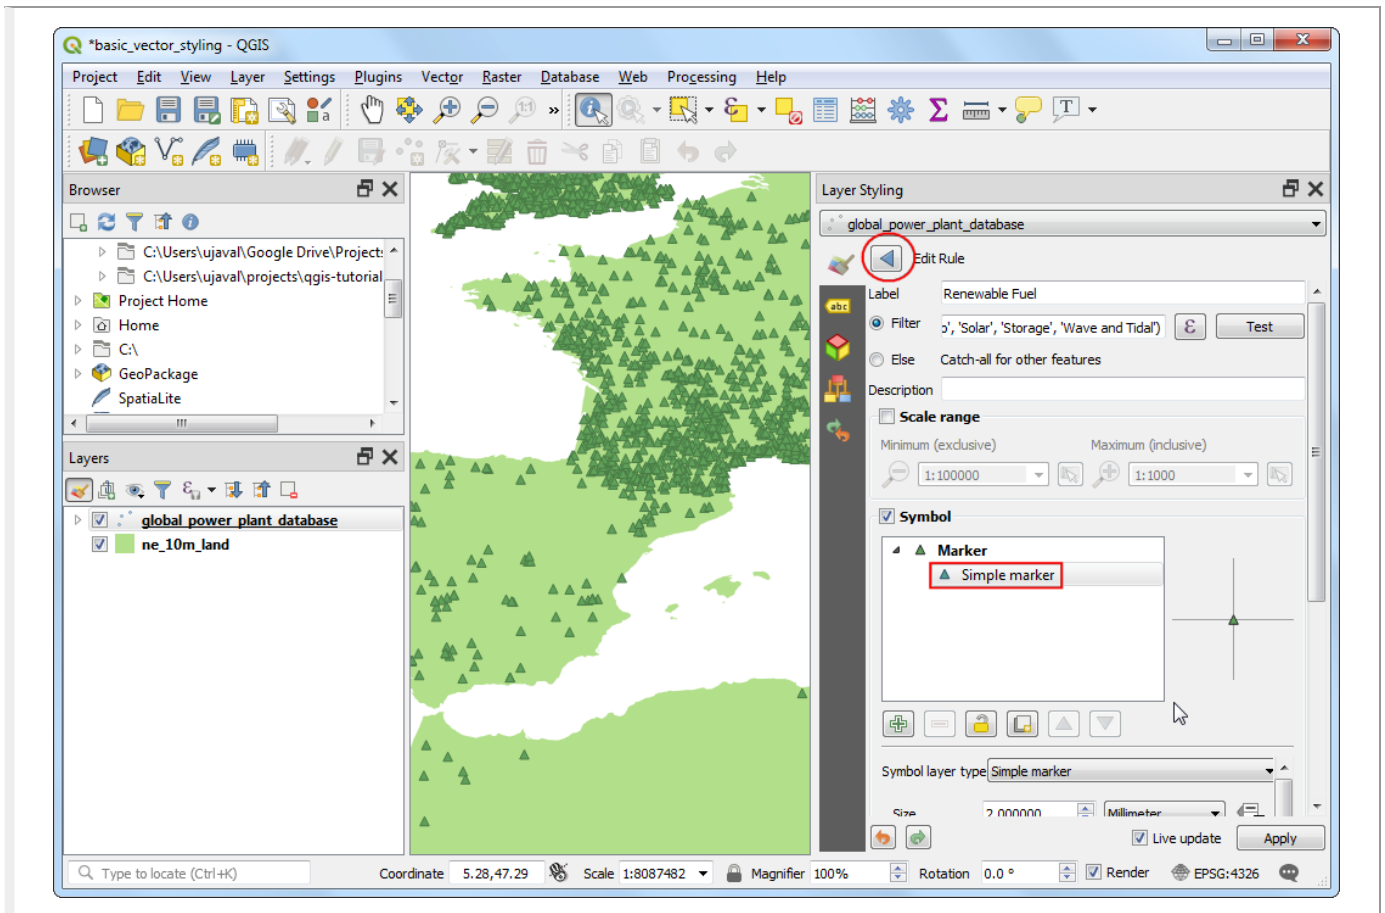 *basic_vector_styling - QGIS
Project Edit View Layer Settings Plugins Vector Raster Database Web Processing Help
Browser
C:\Users\ujaval\Google Drive\Project
C:\Users\ujaval\projects\qgis-tutorial
Project Home
Home
C:\
GeoPackage
SpatiaLite
Layers
global_power_plant_database
ne_10m_land
Layer Styling
global_power_plant_database
Edit Rule
abc
Label Renewable Fuel
Filter o', 'Solar', 'Storage', 'Wave and Tidal') ε Test
Else Catch-all for other features
Description
Scale range
Minimum (exclusive) Maximum (inclusive)
1:100000 1:1000
Symbol
Marker
Simple marker
Symbol layer type Simple marker
Size 2.000000 Millimeter
Live update Apply
Type to locate (Ctrl+K) Coordinate 5.28,47.29 Scale 1:8087482 Magnifier 100% Rotation 0.0 ° Render EPSG:4326